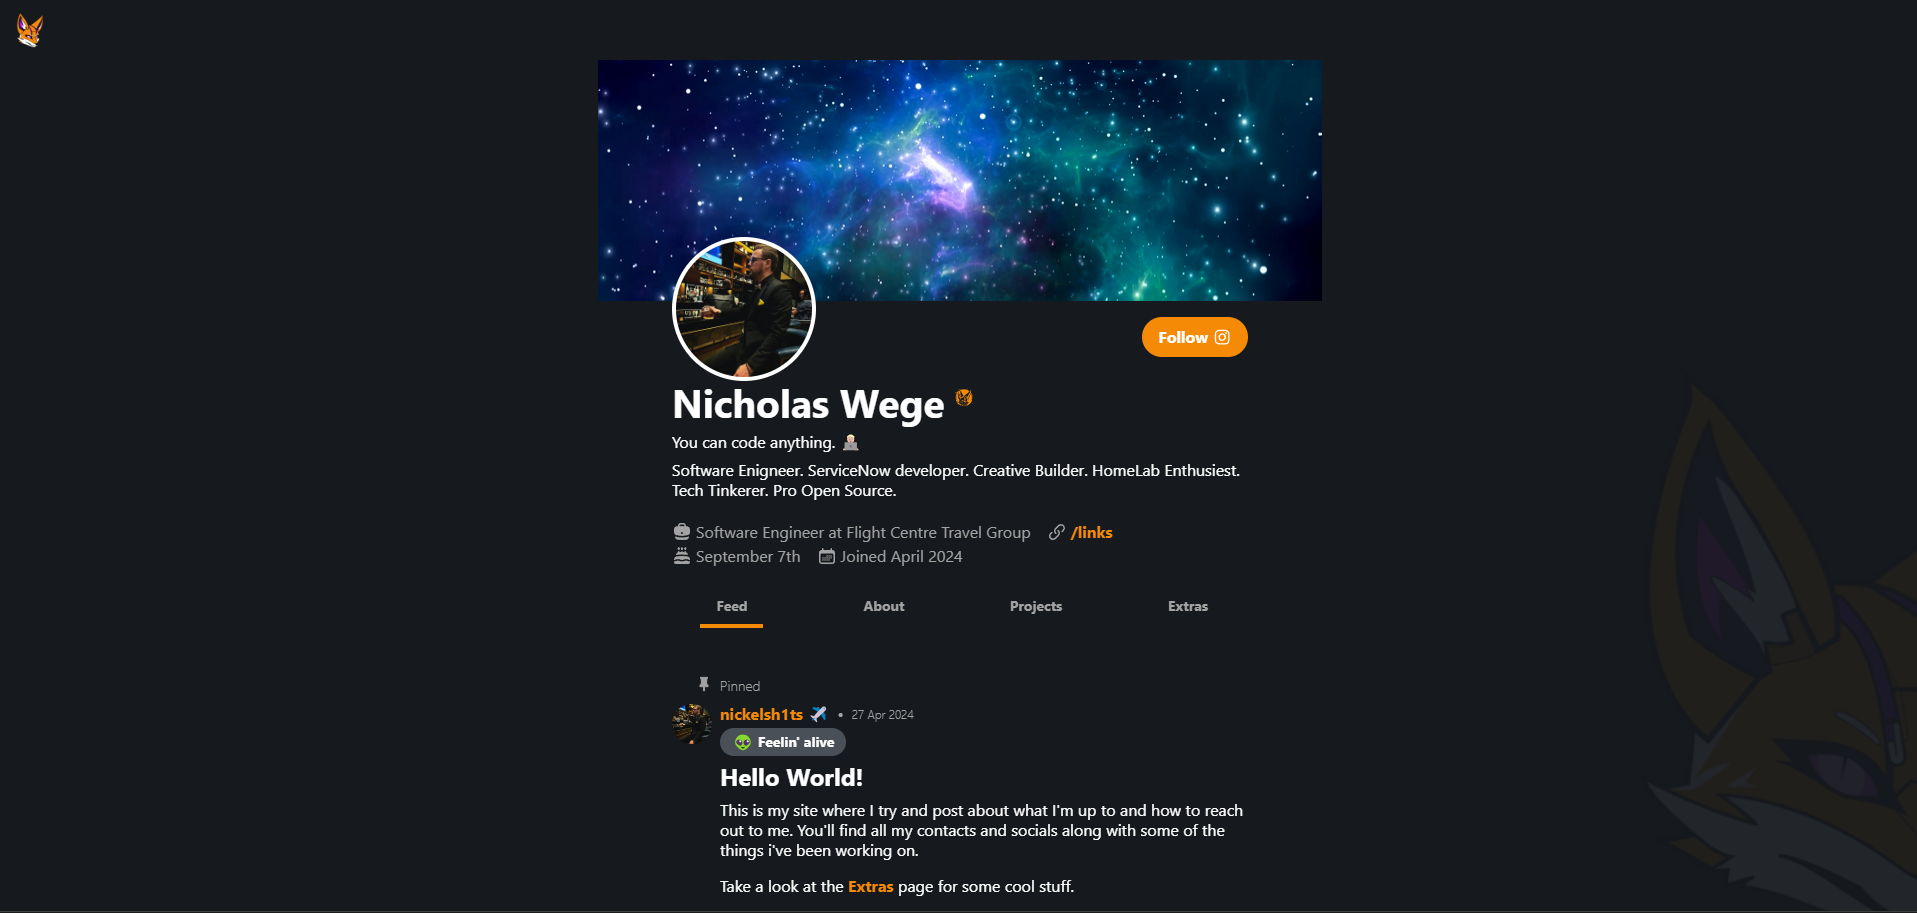 Follow
Nicholas Wege
You can code anything.
Software Enigneer. ServiceNow developer. Creative Builder. HomeLab Enthusiest.
Tech Tinkerer. Pro Open Source.
Software Engineer at Flight Centre Travel Group /links
September 7th Joined April 2024
Feed About Projects Extras
Pinned
nickelsh1ts • 27 Apr 2024
Feelin' alive
Hello World!
This is my site where I try and post about what I'm up to and how to reach
out to me. You'll find all my contacts and socials along with some of the
things i've been working on.
Take a look at the Extras page for some cool stuff.